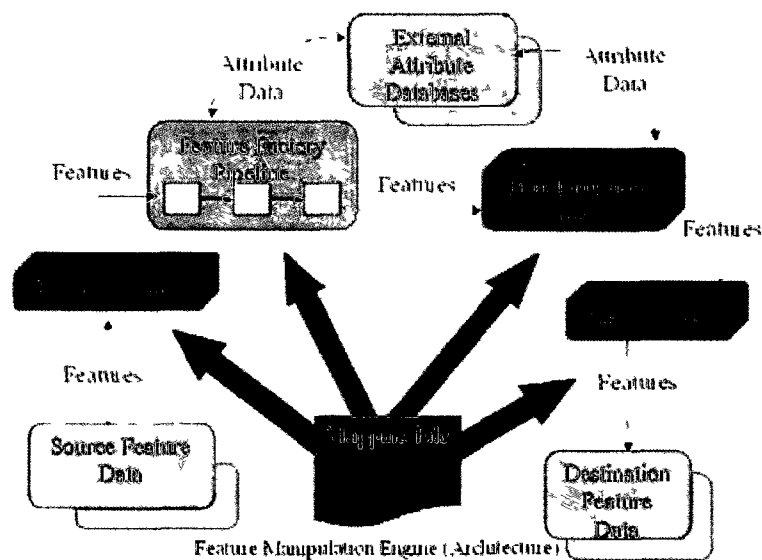 External
Attribute
Databases
Attribute
Data
Attribute
Data
Feature Factory
Pipeline
Features
Features
Features
Features
Features
Mapping File
Source Feature
Data
Destination
Feature
Data
Feature Manipulation Engine (Architecture)